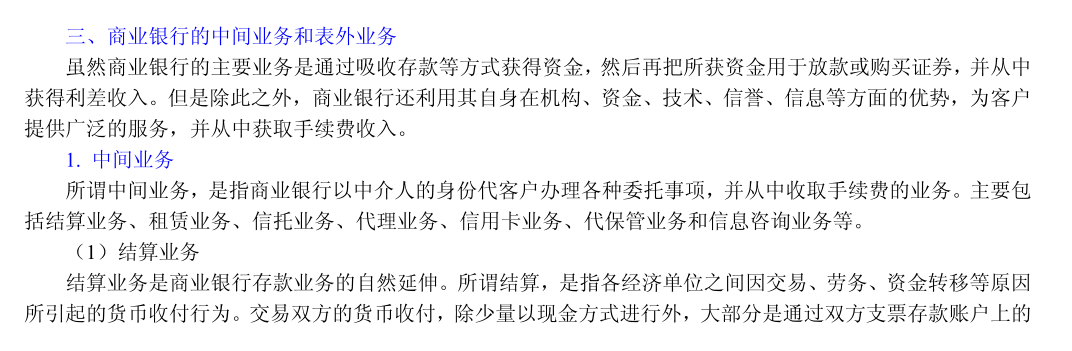 三、商业银行的中间业务和表外业务
虽然商业银行的主要业务是通过吸收存款等方式获得资金，然后再把所获资金用于放款或购买证券，并从中
获得利差收入。但是除此之外，商业银行还利用其自身在机构、资金、技术、信誉、信息等方面的优势，为客户
提供广泛的服务，并从中获取手续费收入。
1. 中间业务
所谓中间业务，是指商业银行以中介人的身份代客户办理各种委托事项，并从中收取手续费的业务。主要包
括结算业务、租赁业务、信托业务、代理业务、信用卡业务、代保管业务和信息咨询业务等。
（1）结算业务
结算业务是商业银行存款业务的自然延伸。所谓结算，是指各经济单位之间因交易、劳务、资金转移等原因
所引起的货币收付行为。交易双方的货币收付，除少量以现金方式进行外，大部分是通过双方支票存款账户上的